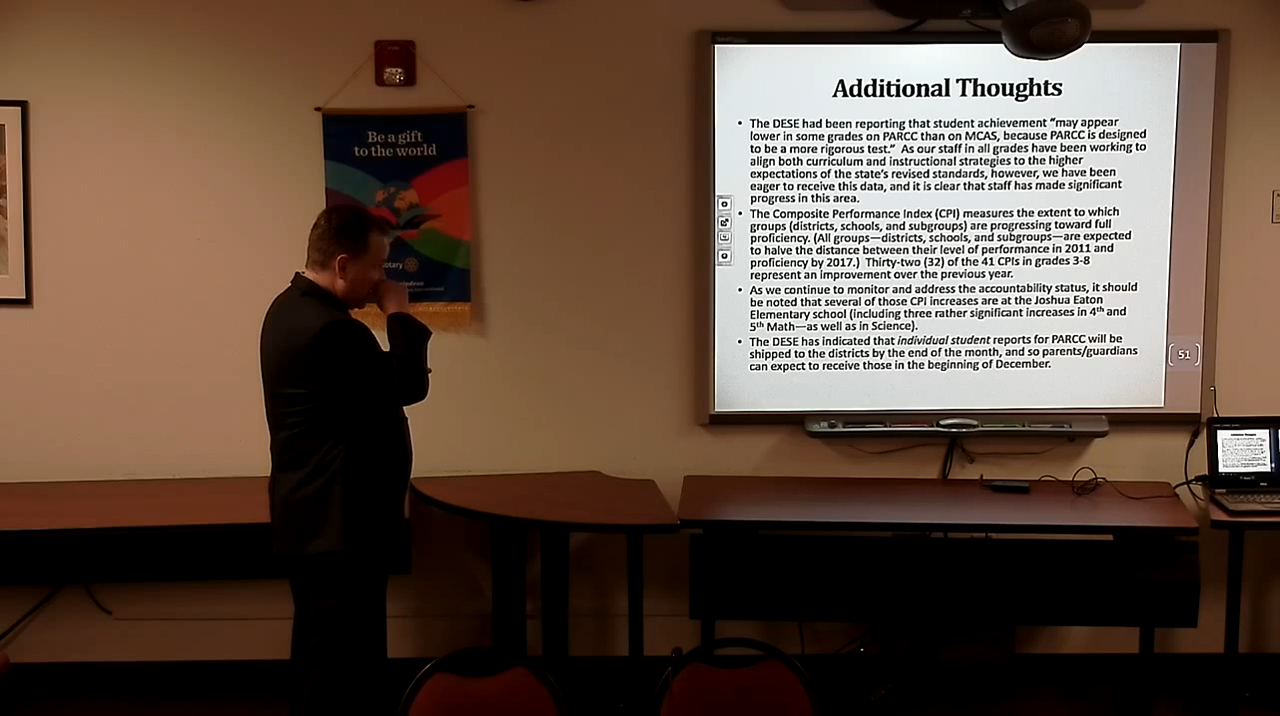 Be a gift
to the world
Additional Thoughts
• The DESE had been reporting that student achievement "may appear
lower in some grades on PARCC than on MCAS, because PARCC is designed
to be a more rigorous test." As our staff in all grades have been working to
align both curriculum and instructional strategies to the higher
expectations of the state's revised standards, however, we have been
eager to receive this data, and it is clear that staff has made significant
progress in this area.
• The Composite Performance Index (CPI) measures the extent to which
groups (districts, schools, and subgroups) are progressing toward full
proficiency. (All groups—districts, schools, and subgroups—are expected
to halve the distance between their level of performance in 2011 and
proficiency by 2017.) Thirty-two (32) of the 41 CPIs in grades 3-8
represent an improvement over the previous year.
• As we continue to monitor and address the accountability status, it should
be noted that several of those CPI increases are at the Joshua Eaton
Elementary school (including three rather significant increases in 4th and
5th Math—as well as in Science).
• The DESE has indicated that individual student reports for PARCC will be
shipped to the districts by the end of the month, and so parents/guardians
can expect to receive those in the beginning of December.
51